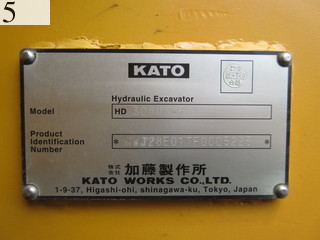 5
KATO
Hydraulic Excavator
Model HD
Product
Identification
Number
株式会社 加藤製作所
KATO WORKS CO.,LTD.
1-9-37, Higashi-ohi, shinagawa-ku, Tokyo, Japan